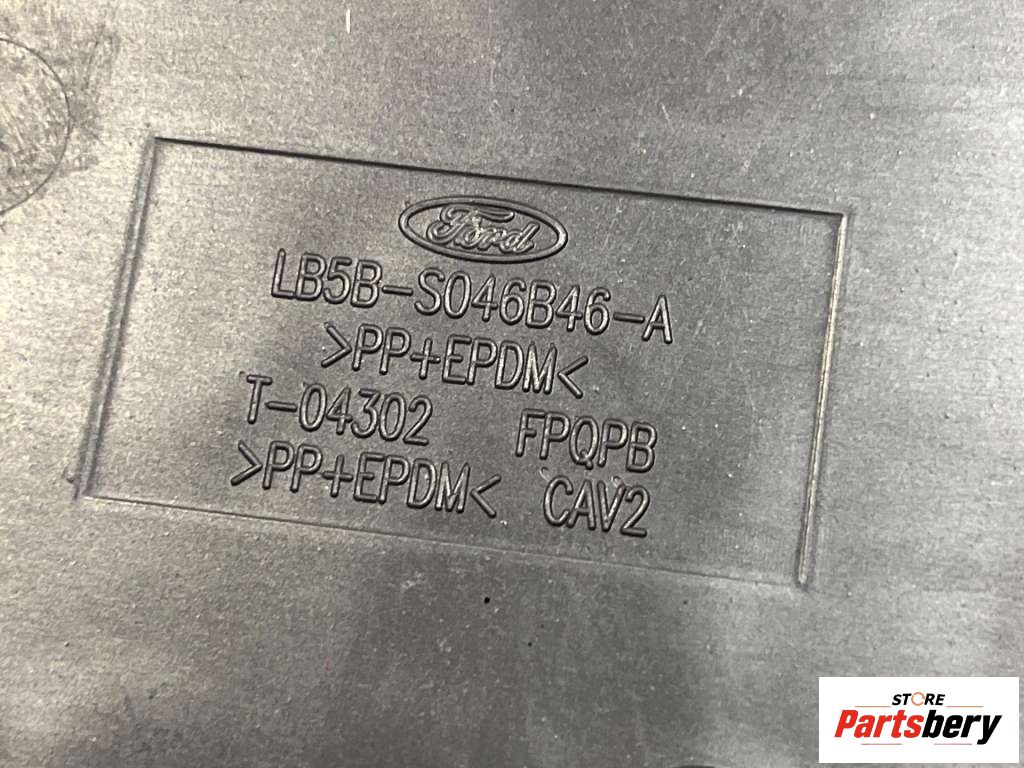 Ford
LB5B-S046B46-A
>PP+EPDM<
T-04302 FPQPB
>PP+EPDM< CAV2
STORE
Partsbery